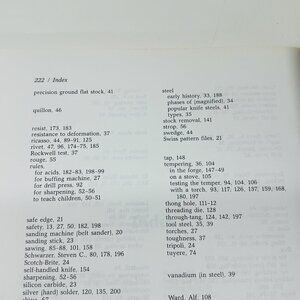 222 / Index
precision ground flat stock, 41
quillon, 46
resist, 173, 183
resistance to deformation, 37
ricasso, 44, 89-91, 125
rivet, 47, 96, 174-75, 185
Rockwell test, 37
rouge, 55
rules,
for acids, 182-83, 198-99
for buffing machine, 27
for drill press, 92
for sharpening, 52-56
to teach children, 50-51
safe edge, 21
safety, 13, 27, 50, 182, 198
sanding machine (belt sander), 20
sanding stick, 23
sawing, 85-88, 101, 158
Schwarzer, Steven C., 80, 178, 196
Scotch-Brite, 24
self-handled knife, 154
sharpening, 52-56
silicon carbide, 23
silver (hard) solder, 120, 135, 200
steel
early history, 33, 188
phases of (magnified), 34
popular knife steels, 41
types, 35
stock removal, 141
strop, 56
swedge, 44
Swiss pattern files, 21
tap, 148
tempering, 36, 104
in the forge, 147-49
on a stove, 105
testing the temper, 94, 104, 106
with a torch, 93, 117, 126, 137, 159, 168,
180, 197
thong hole, 111-12
threading die, 128
through-tang, 124, 142, 197
tool steel, 35, 39
torches, 27
toughness, 37
tripoli, 24
tuyere, 74
vanadium (in steel), 39
Ward, Alf, 108